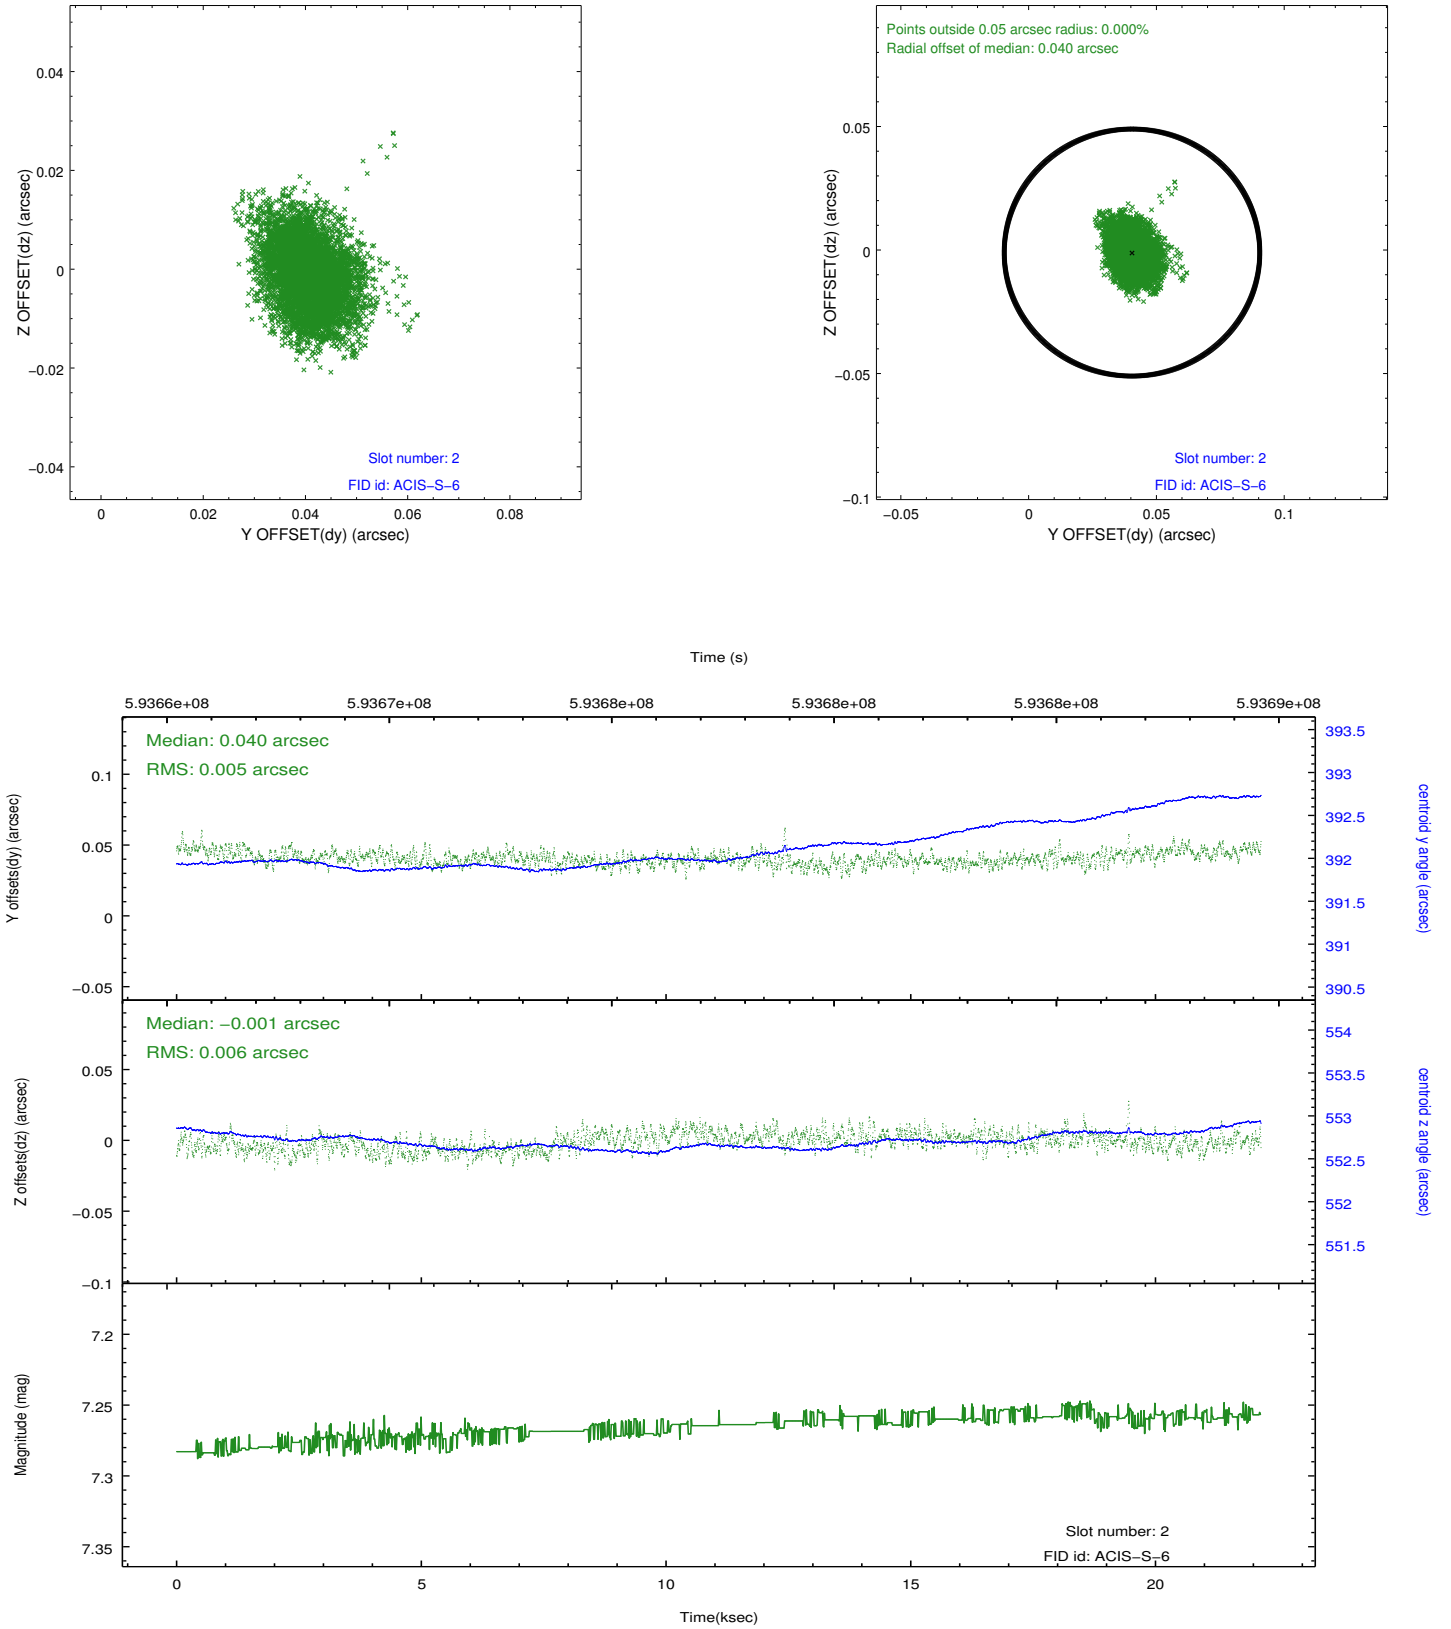 0.04
0.02
0
−0.02
−0.04
Z OFFSET(dz) (arcsec)
Slot number: 2
FID id: ACIS−S−6
0 0.02 0.04 0.06 0.08
Y OFFSET(dy) (arcsec)
Points outside 0.05 arcsec radius: 0.000%
Radial offset of median: 0.040 arcsec
0.05
0
−0.05
−0.1
Z OFFSET(dz) (arcsec)
Slot number: 2
FID id: ACIS−S−6
−0.05 0 0.05 0.1
Y OFFSET(dy) (arcsec)
Time (s)
5.9366e+08 5.9367e+08 5.9368e+08 5.9368e+08 5.9368e+08 5.9369e+08
Median: 0.040 arcsec
RMS: 0.005 arcsec
0.1
0.05
0
−0.05
Y offsets(dy) (arcsec)
393.5
393
392.5
392
391.5
391
390.5
centroid y angle (arcsec)
Median: −0.001 arcsec
RMS: 0.006 arcsec
0.05
0
−0.05
−0.1
Z offsets(dz) (arcsec)
554
553.5
553
552.5
552
551.5
centroid z angle (arcsec)
7.2
7.25
7.3
7.35
Magnitude (mag)
Slot number: 2
FID id: ACIS−S−6
0 5 10 15 20
Time(ksec)